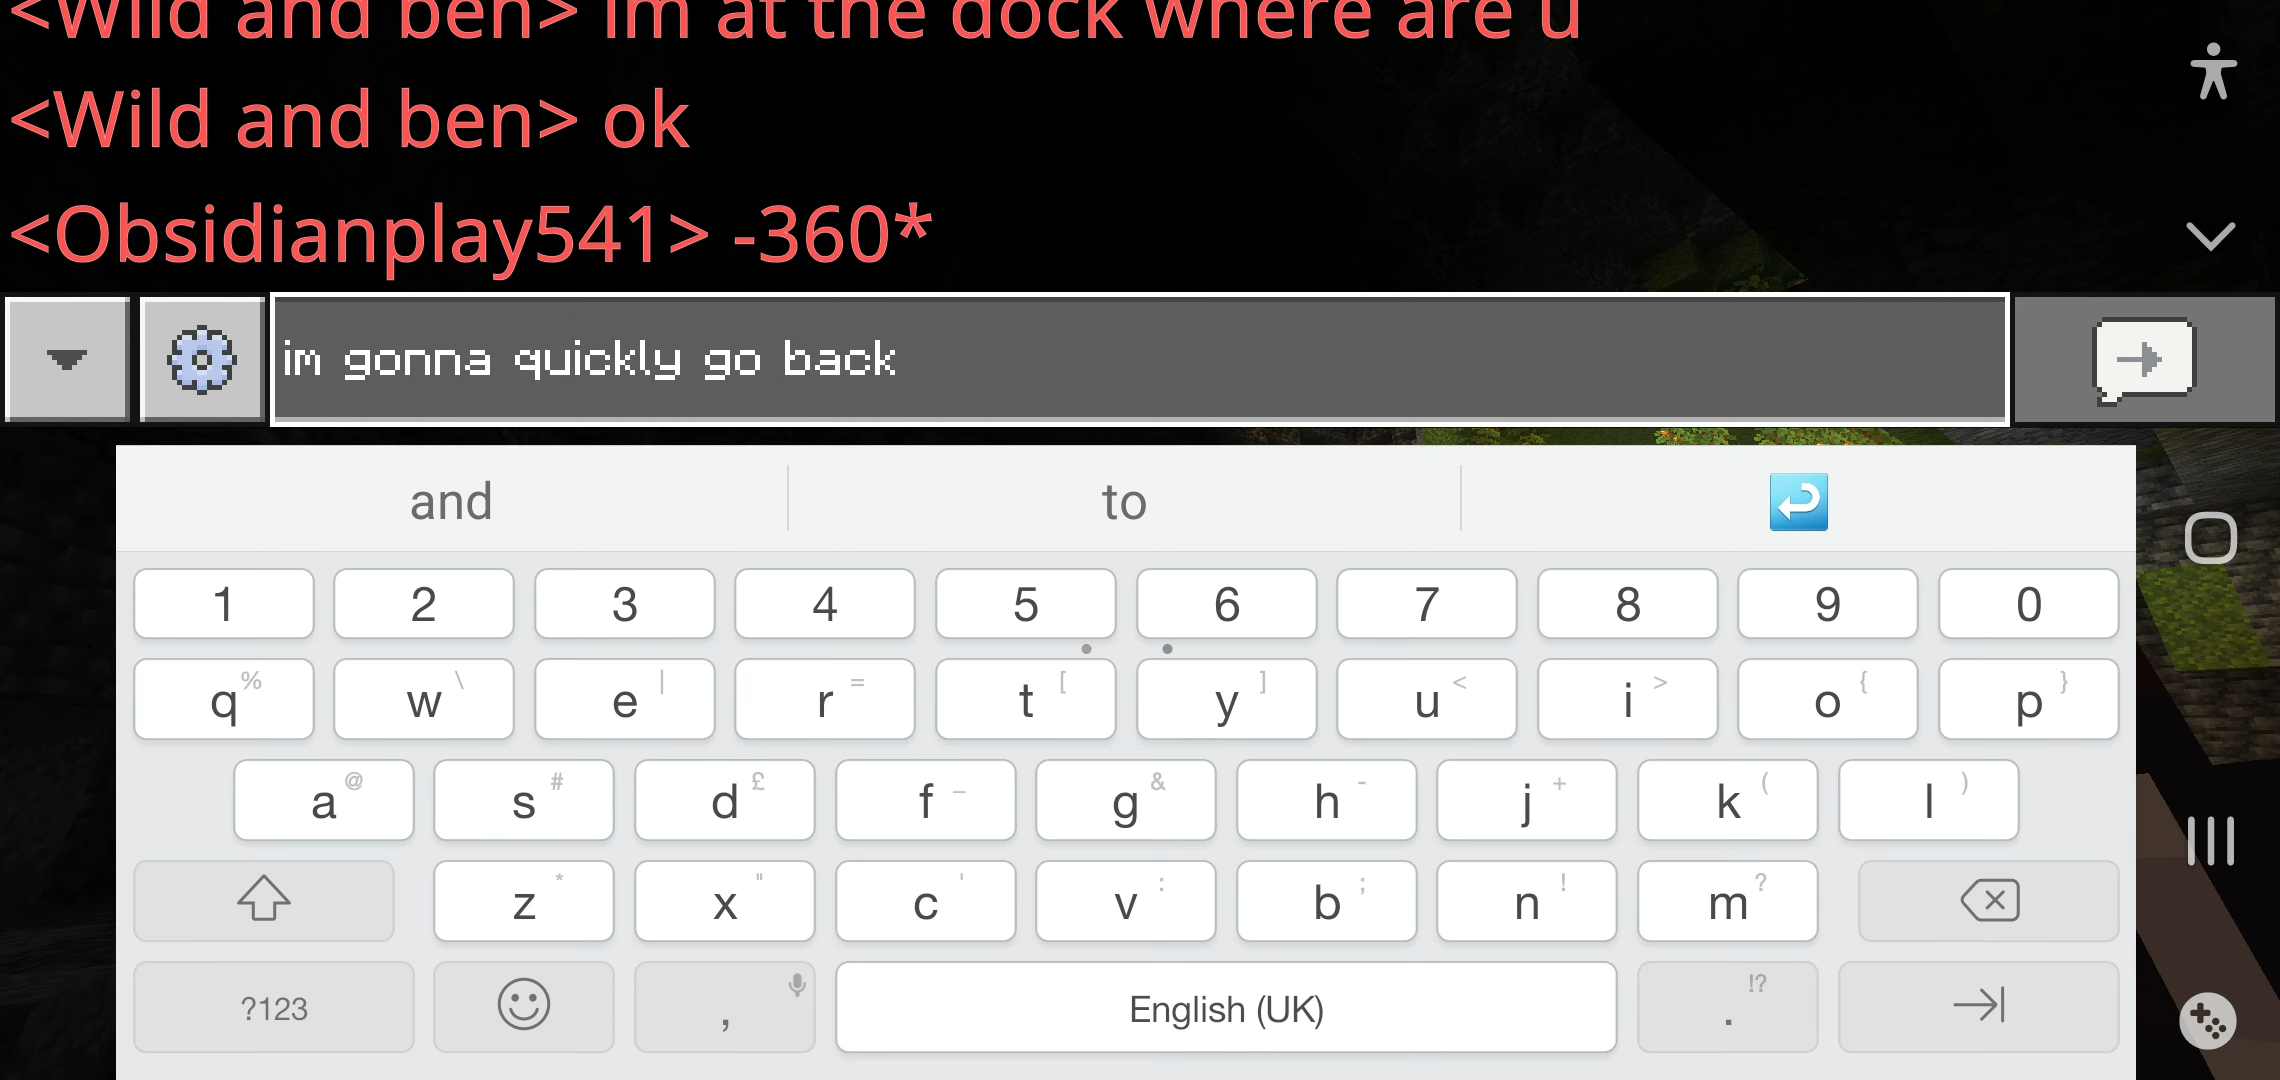 <Wild and ben> im at the dock where are u
<Wild and ben> ok
<Obsidianplay541> -360*
im gonna quickly go back
and to
1 2 3 4 5 6 7 8 9 0
q % w \ e | r = t [ y ] u < i > o { p }
a @ s # d £ f _ g & h - j + k ( l )
z * x " c ' v : b ; n ! m ?
?123 , English (UK) . !?